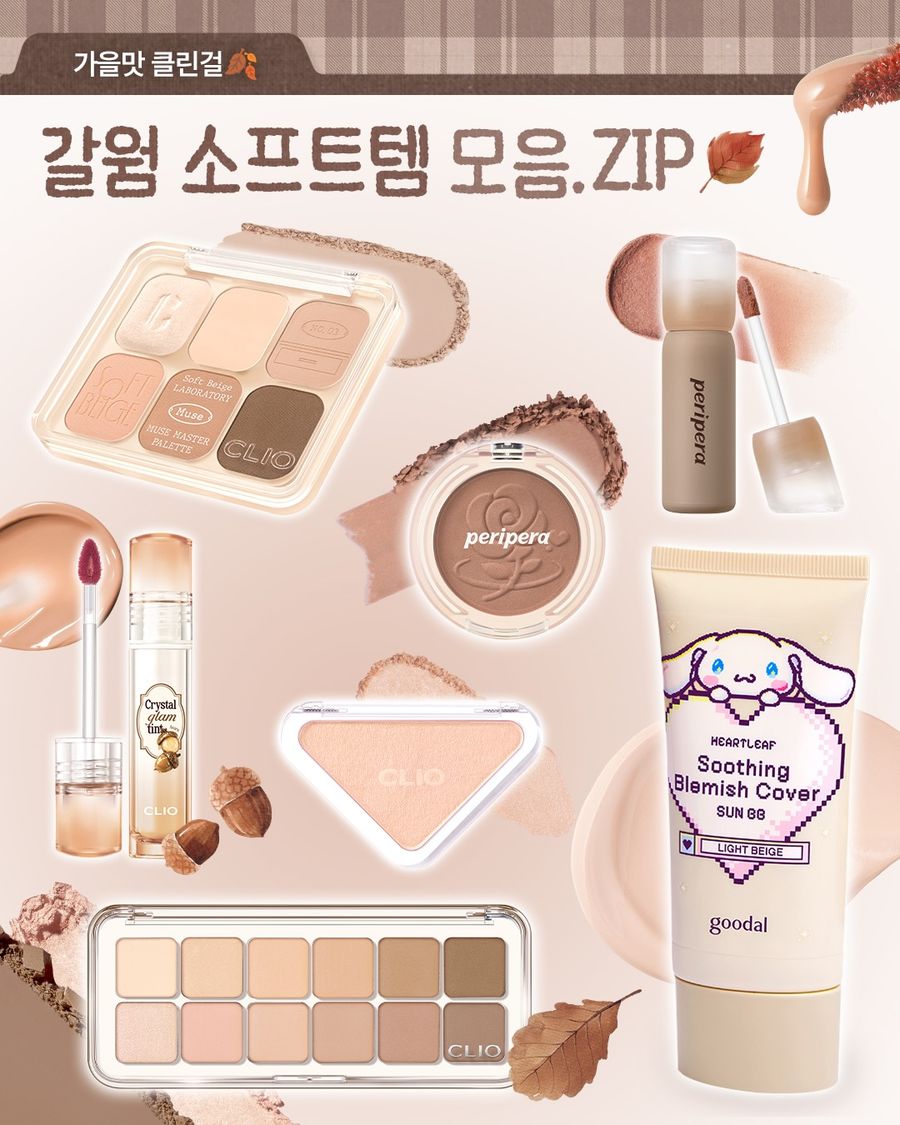 가을맛 클린걸
갈웜 소프트템 모음.ZIP
NO. 03
SOFT
BEIGE
Soft Beige
LABORATORY
Muse
MUSE MASTER
PALETTE
CLIO
peripera
peripera
Crystal
glam
tint
CLIO
CLIO
HEARTLEAF
Soothing
Blemish Cover
SUN BB
LIGHT BEIGE
goodal
CLIO